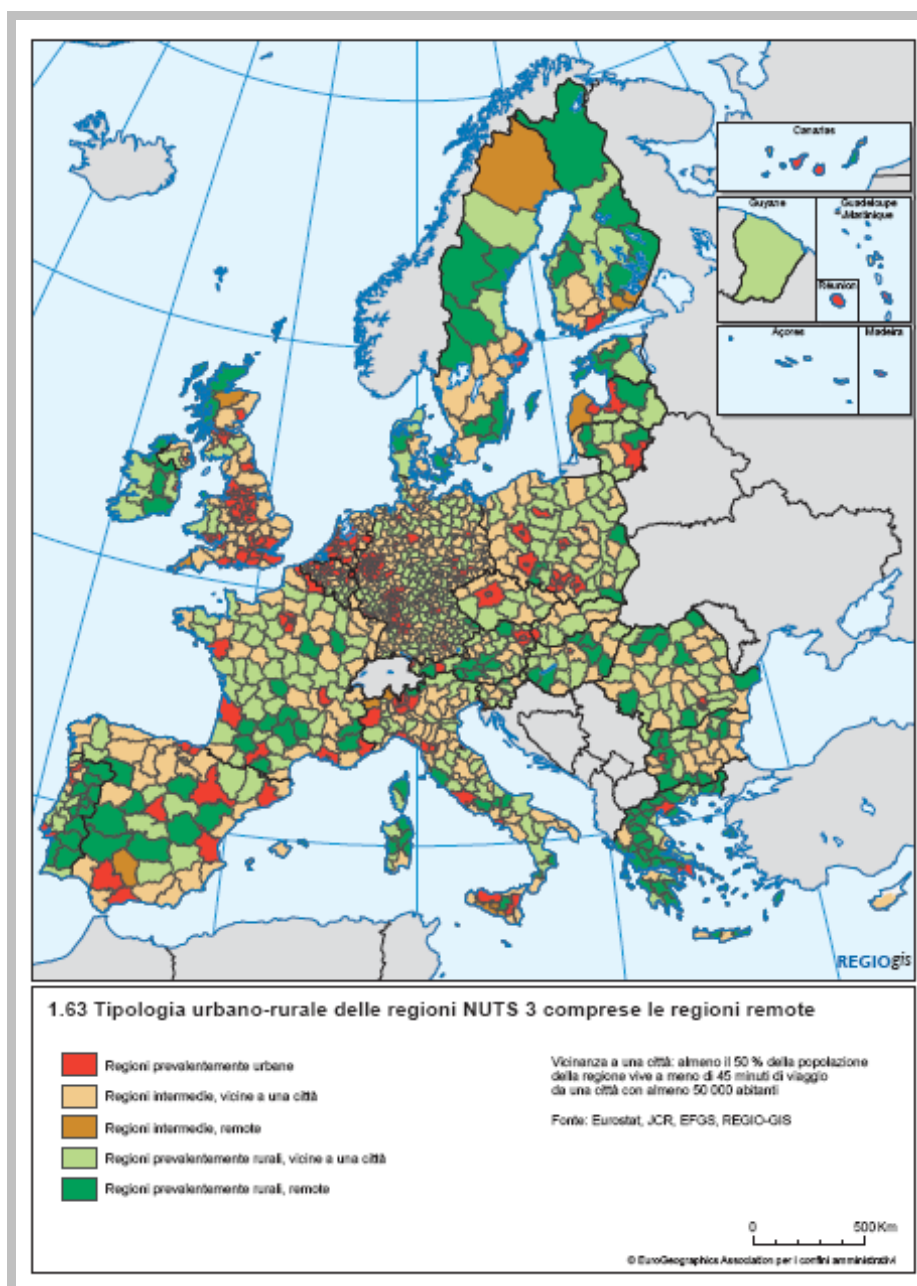 Canarias
Guyane
Guadeloupe
Martinique
Réunion
Açores
Madeira
REGIOgis
1.63 Tipologia urbano-rurale delle regioni NUTS 3 comprese le regioni remote
Regioni prevalentemente urbane
Regioni intermedie, vicine a una città
Regioni intermedie, remote
Regioni prevalentemente rurali, vicine a una città
Regioni prevalentemente rurali, remote
Vicinanza a una città: almeno il 50 % della popolazione
della regione vive a meno di 45 minuti di viaggio
da una città con almeno 50 000 abitanti
Fonte: Eurostat, JCR, EFGS, REGIO-GIS
0 500 Km
© EuroGeographics Association per i confini amministrativi